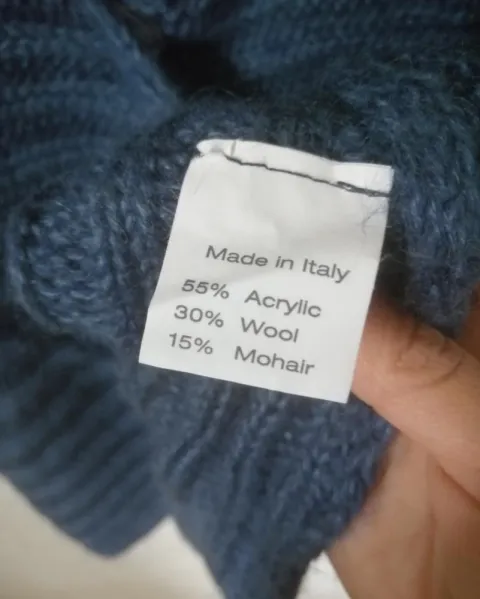 Made in Italy
55% Acrylic
30% Wool
15% Mohair